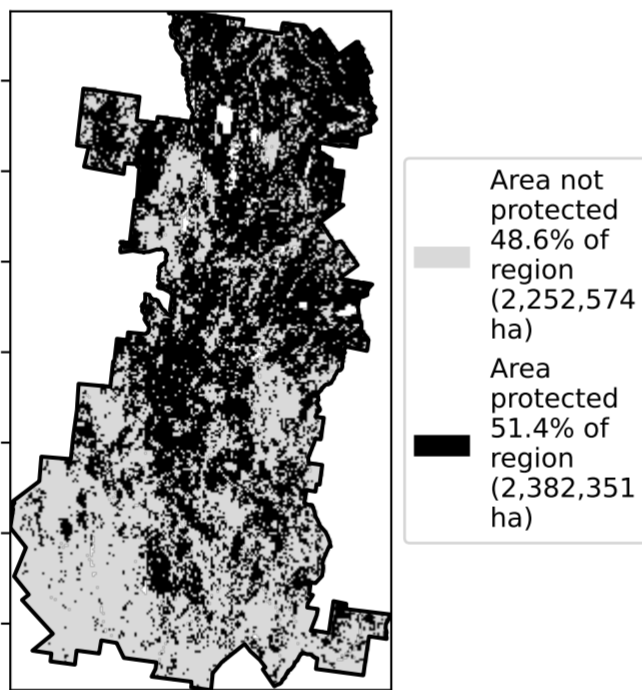 Area not
protected
48.6% of
region
(2,252,574
ha)
Area
protected
51.4% of
region
(2,382,351
ha)